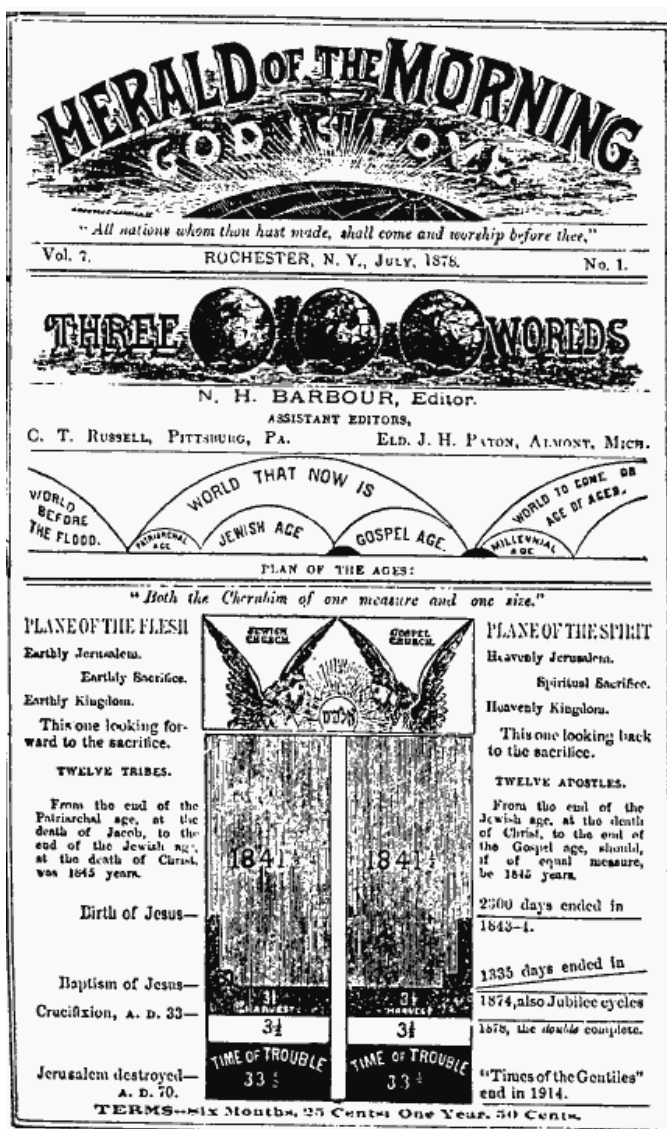 HERALD OF THE MORNING
GOD IS LOVE
"All nations whom thou hast made, shall come and worship before thee,"
Vol. 7. ROCHESTER, N. Y., JULY, 1878. No. 1.
THREE WORLDS
N. H. BARBOUR, Editor.
ASSISTANT EDITORS,
C. T. RUSSELL, PITTSBURG, PA. ELD. J. H. PATON, ALMONT, MICH.
WORLD
BEFORE
THE FLOOD.
WORLD THAT NOW IS
PATRIARCHAL
AGE
JEWISH AGE
GOSPEL AGE.
WORLD TO COME OR
AGE OF AGES.
MILLENNIAL
AGE
PLAN OF THE AGES:
"Both the Cherubim of one measure and one size."
PLANE OF THE FLESH
Earthly Jerusalem.
Earthly Sacrifice.
Earthly Kingdom.
This one looking for-
ward to the sacrifice.
TWELVE TRIBES.
From the end of the
Patriarchal age, at the
death of Jacob, to the
end of the Jewish age,
at the death of Christ,
was 1845 years.
Birth of Jesus—
Baptism of Jesus—
Crucifixion, A. D. 33—
Jerusalem destroyed—
A. D. 70.
JEWISH
CHURCH.
GOSPEL
CHURCH.
1841½ 1841½
3½ 3½
HARVEST HARVEST
3½ 3½
TIME OF TROUBLE TIME OF TROUBLE
33½ 33½
PLANE OF THE SPIRIT
Heavenly Jerusalem.
Spiritual Sacrifice.
Heavenly Kingdom.
This one looking back
to the sacrifice.
TWELVE APOSTLES.
From the end of the
Jewish age, at the death
of Christ, to the end of
the Gospel age, should,
if of equal measure,
be 1845 years.
2300 days ended in
1843-4.
1335 days ended in
1874, also Jubilee cycles
1878, the double complete.
"Times of the Gentiles"
end in 1914.
TERMS—Six Months, 25 Cents; One Year, 50 Cents.